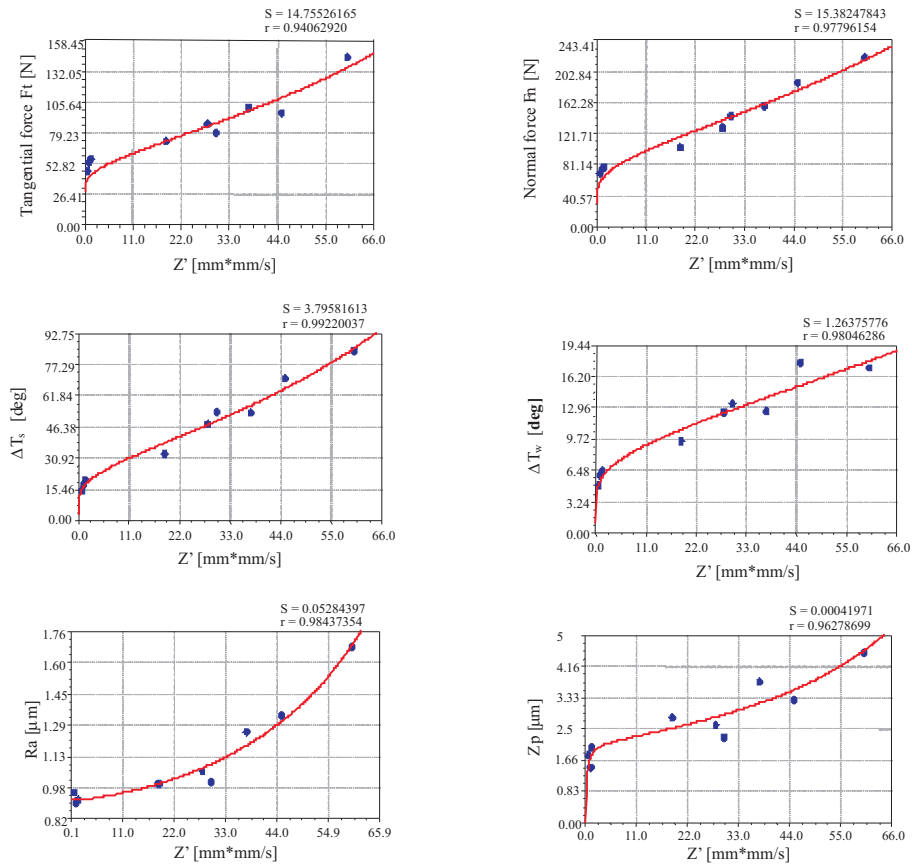 S = 14.75526165
r = 0.94062920
Tangential force Ft [N]
158.45
132.05
105.64
79.23
52.82
26.41
0.00
0.0 11.0 22.0 33.0 44.0 55.0 66.0
Z' [mm*mm/s]
S = 15.38247843
r = 0.97796154
Normal force Fn [N]
243.41
202.84
162.28
121.71
81.14
40.57
0.00
0.0 11.0 22.0 33.0 44.0 55.0 66.0
Z' [mm*mm/s]
S = 3.79581613
r = 0.99220037
ΔTs [deg]
92.75
77.29
61.84
46.38
30.92
15.46
0.00
0.0 11.0 22.0 33.0 44.0 55.0 66.0
Z' [mm*mm/s]
S = 1.26375776
r = 0.98046286
ΔTw [deg]
19.44
16.20
12.96
9.72
6.48
3.24
0.00
0.0 11.0 22.0 33.0 44.0 55.0 66.0
Z' [mm*mm/s]
S = 0.05284397
r = 0.98437354
Ra [µm]
1.76
1.60
1.45
1.29
1.13
0.98
0.82
0.1 11.0 22.0 33.0 44.0 54.9 65.9
Z' [mm*mm/s]
S = 0.00041971
r = 0.96278699
Zp [µm]
5
4.16
3.33
2.5
1.66
0.83
0.00
0.0 11.0 22.0 33.0 44.0 55.0 66.0
Z' [mm*mm/s]